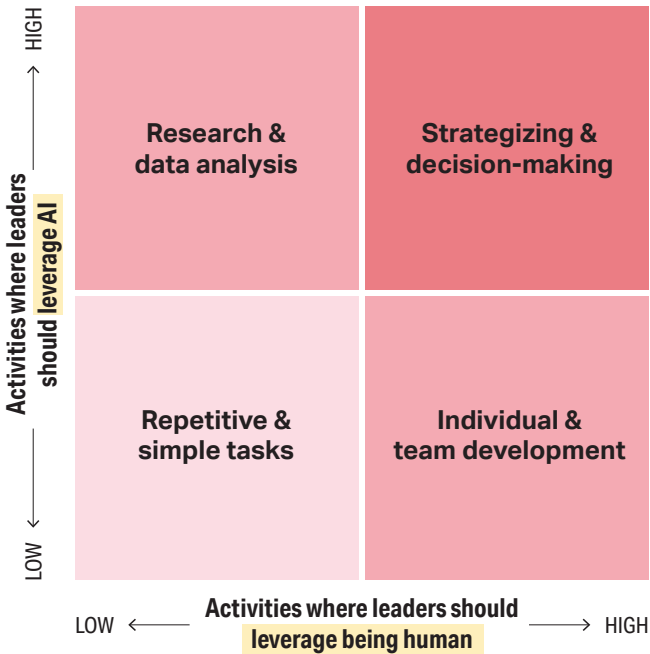 HIGH
Activities where leaders
should leverage AI
LOW
Research &
data analysis
Strategizing &
decision-making
Repetitive &
simple tasks
Individual &
team development
LOW
Activities where leaders should
leverage being human
HIGH